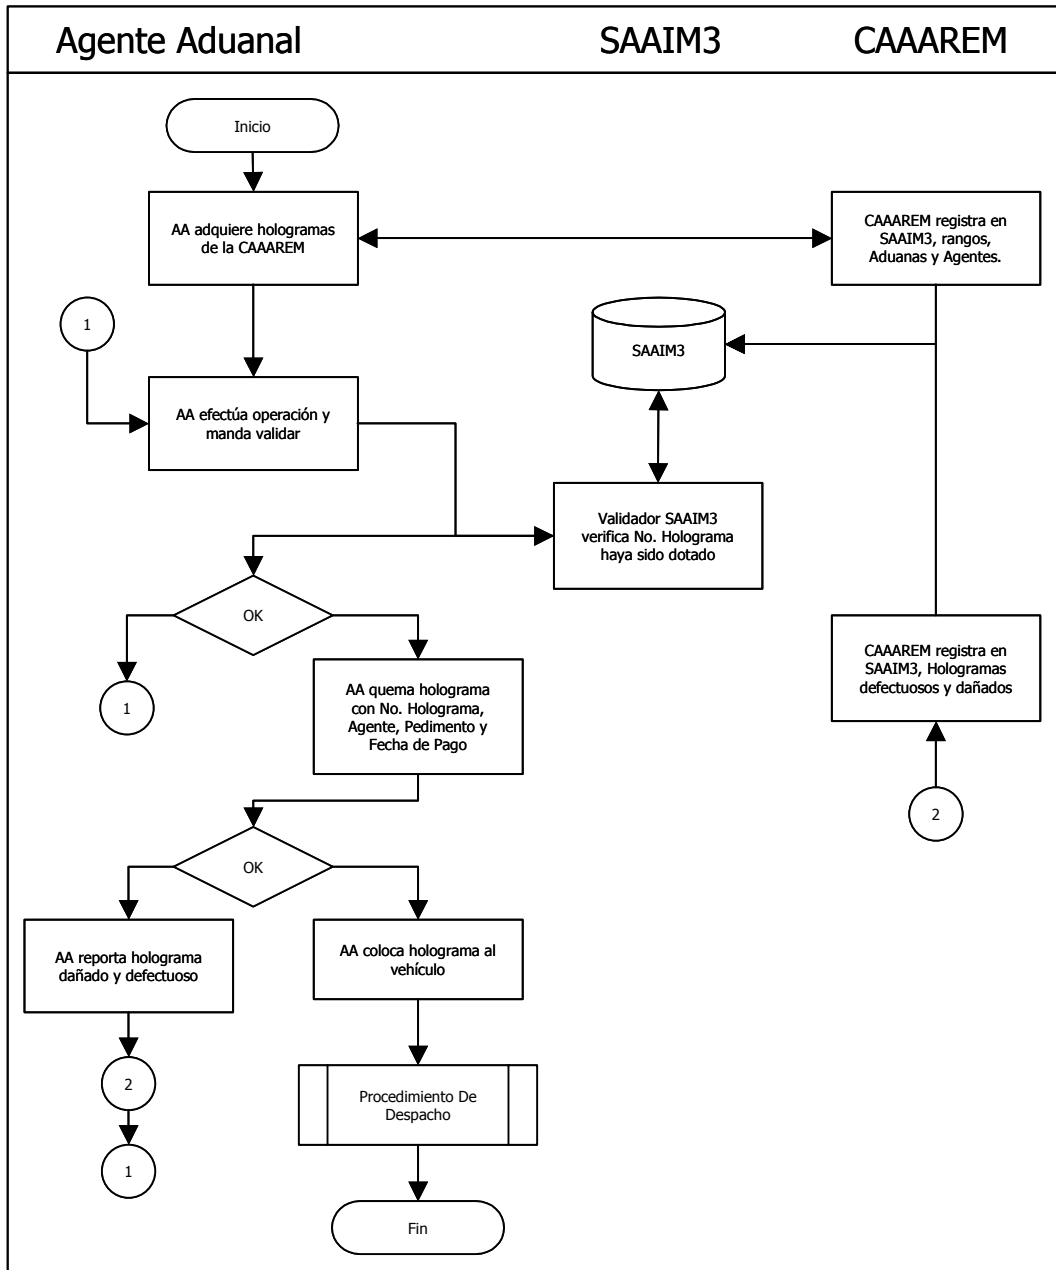 Agente Aduanal
SAAIM3
CAAAREM
Inicio
AA adquiere hologramas
de la CAAAREM
CAAAREM registra en
SAAIM3, rangos,
Aduanas y Agentes.
1
SAAIM3
AA efectúa operación y
manda validar
Validador SAAIM3
verifica No. Holograma
haya sido dotado
OK
1
AA quema holograma
con No. Holograma,
Agente, Pedimento y
Fecha de Pago
CAAAREM registra en
SAAIM3, Hologramas
defectuosos y dañados
2
OK
AA reporta holograma
dañado y defectuoso
AA coloca holograma al
vehículo
2
Procedimiento De
Despacho
1
Fin